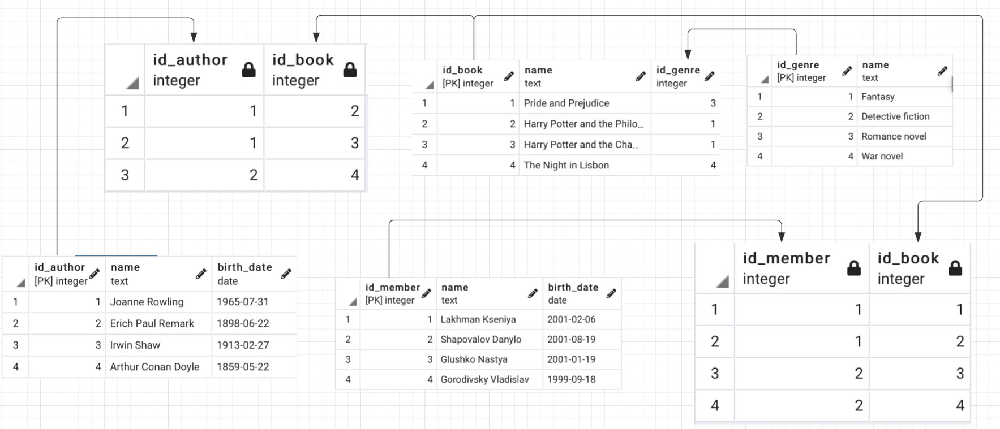 id_author id_book
integer integer
1 1 2
2 1 3
3 2 4
id_book name id_genre
[PK] integer text integer
1 1 Pride and Prejudice 3
2 2 Harry Potter and the Philo... 1
3 3 Harry Potter and the Cha... 1
4 4 The Night in Lisbon 4
id_genre name
[PK] integer text
1 1 Fantasy
2 2 Detective fiction
3 3 Romance novel
4 4 War novel
id_author name birth_date
[PK] integer text date
1 1 Joanne Rowling 1965-07-31
2 2 Erich Paul Remark 1898-06-22
3 3 Irwin Shaw 1913-02-27
4 4 Arthur Conan Doyle 1859-05-22
id_member name birth_date
[PK] integer text date
1 1 Lakhman Kseniya 2001-02-06
2 2 Shapovalov Danylo 2001-08-19
3 3 Glushko Nastya 2001-01-19
4 4 Gorodivsky Vladislav 1999-09-18
id_member id_book
integer integer
1 1 1
2 1 2
3 2 3
4 2 4